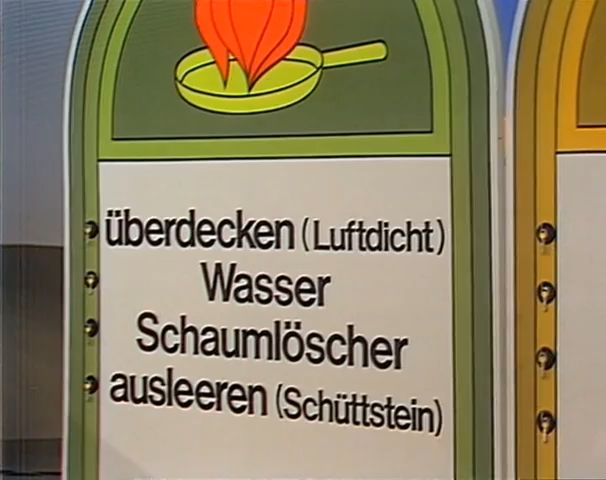 überdecken (Luftdicht)
Wasser
Schaumlöscher
ausleeren (Schüttstein)